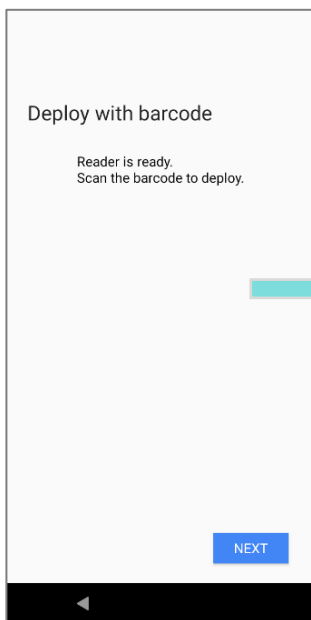 Deploy with barcode
Reader is ready.
Scan the barcode to deploy.
NEXT